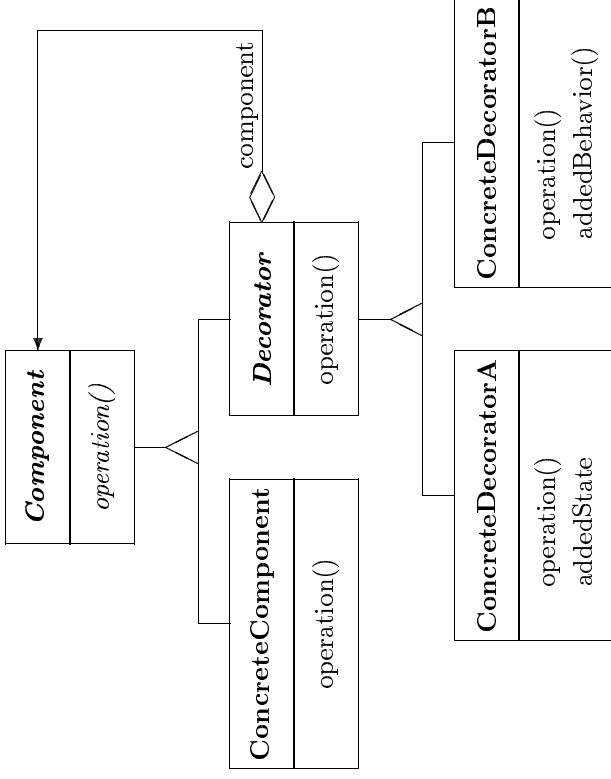 Component
operation()
component
ConcreteComponent
operation()
Decorator
operation()
ConcreteDecoratorA
operation()
addedState
ConcreteDecoratorB
operation()
addedBehavior()